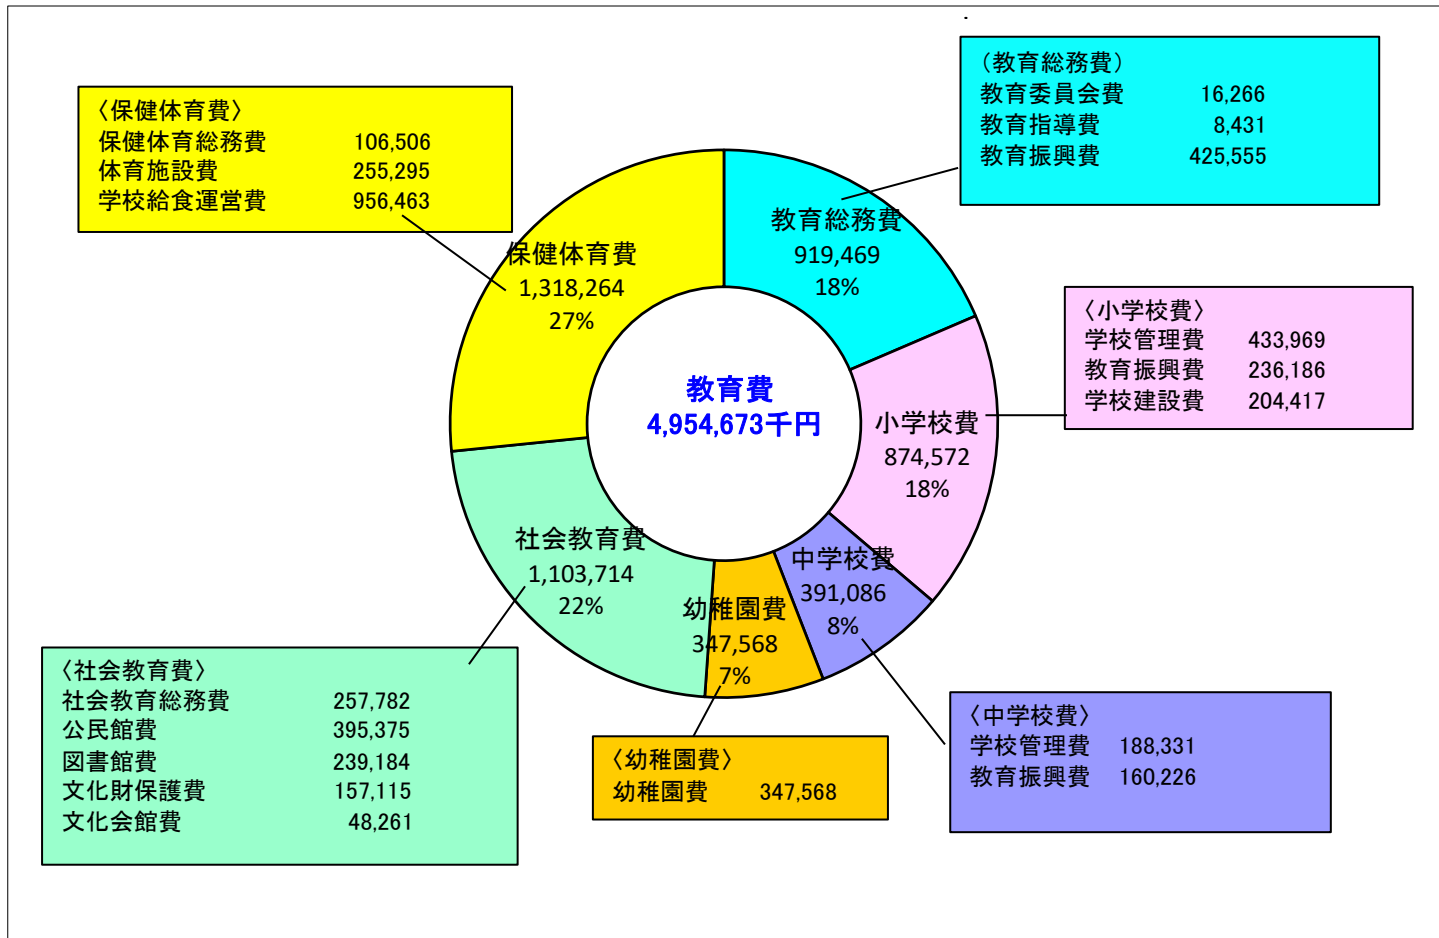 (教育総務費)
教育委員会費 16,266
教育指導費 8,431
教育振興費 425,555
〈保健体育費〉
保健体育総務費 106,506
体育施設費 255,295
学校給食運営費 956,463
教育総務費
919,469
18%
保健体育費
1,318,264
27%
〈小学校費〉
学校管理費 433,969
教育振興費 236,186
学校建設費 204,417
教育費
4,954,673千円
小学校費
874,572
18%
社会教育費
1,103,714
22%
中学校費
391,086
8%
幼稚園費
347,568
7%
〈社会教育費〉
社会教育総務費 257,782
公民館費 395,375
図書館費 239,184
文化財保護費 157,115
文化会館費 48,261
〈幼稚園費〉
幼稚園費 347,568
〈中学校費〉
学校管理費 188,331
教育振興費 160,226